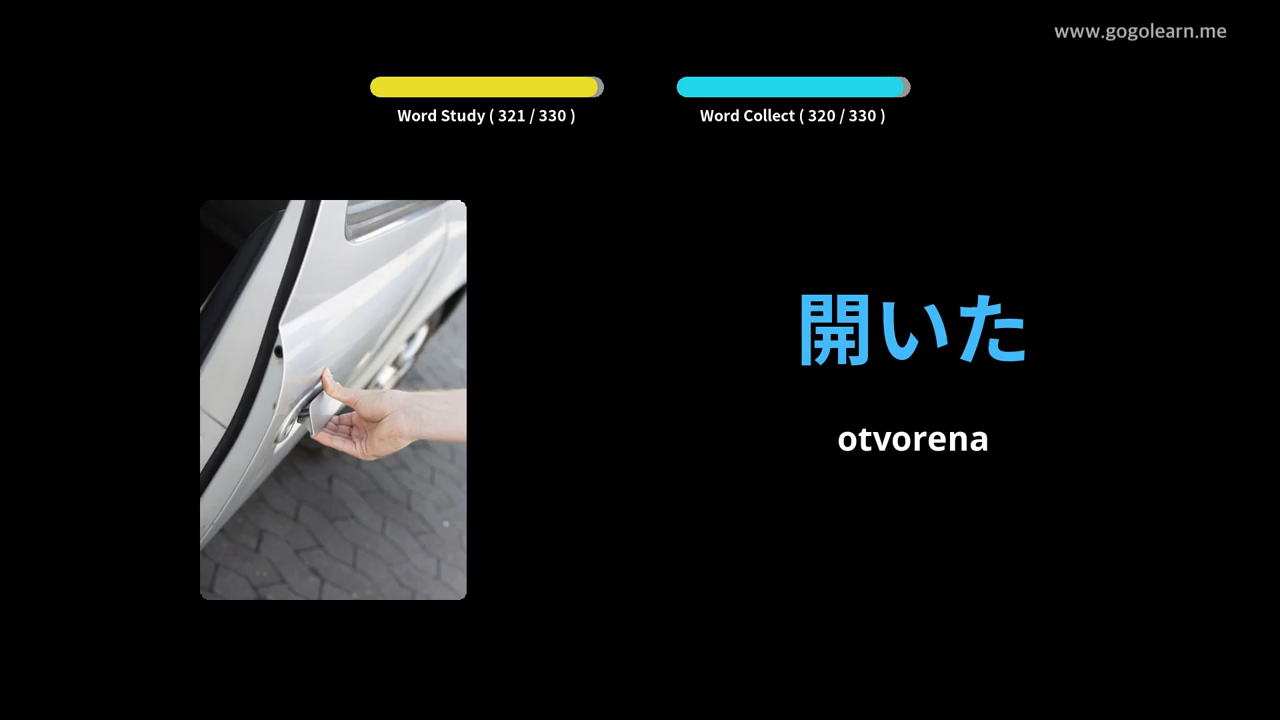 www.gogolearn.me
Word Study ( 321 / 330 )
Word Collect ( 320 / 330 )
開いた
otvorena